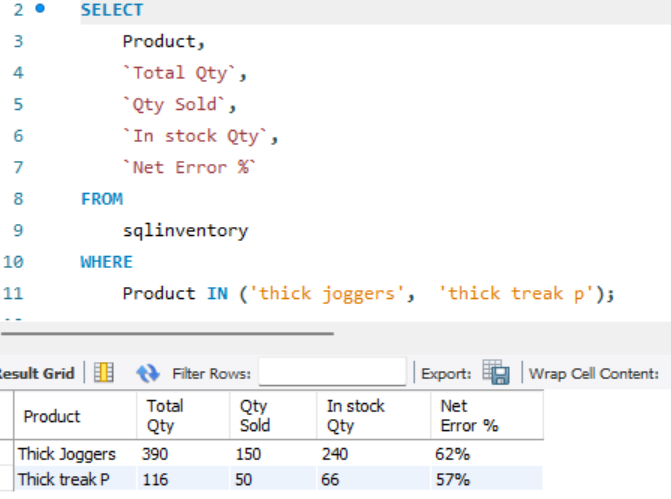 2 SELECT
3 Product,
4 `Total Qty`,
5 `Qty Sold`,
6 `In stock Qty`,
7 `Net Error %`
8 FROM
9 sqlinventory
10 WHERE
11 Product IN ('thick joggers', 'thick treak p');
Result Grid Filter Rows: Export: Wrap Cell Content:
Product Total Qty Qty Sold In stock Qty Net Error %
Thick Joggers 390 150 240 62%
Thick treak P 116 50 66 57%